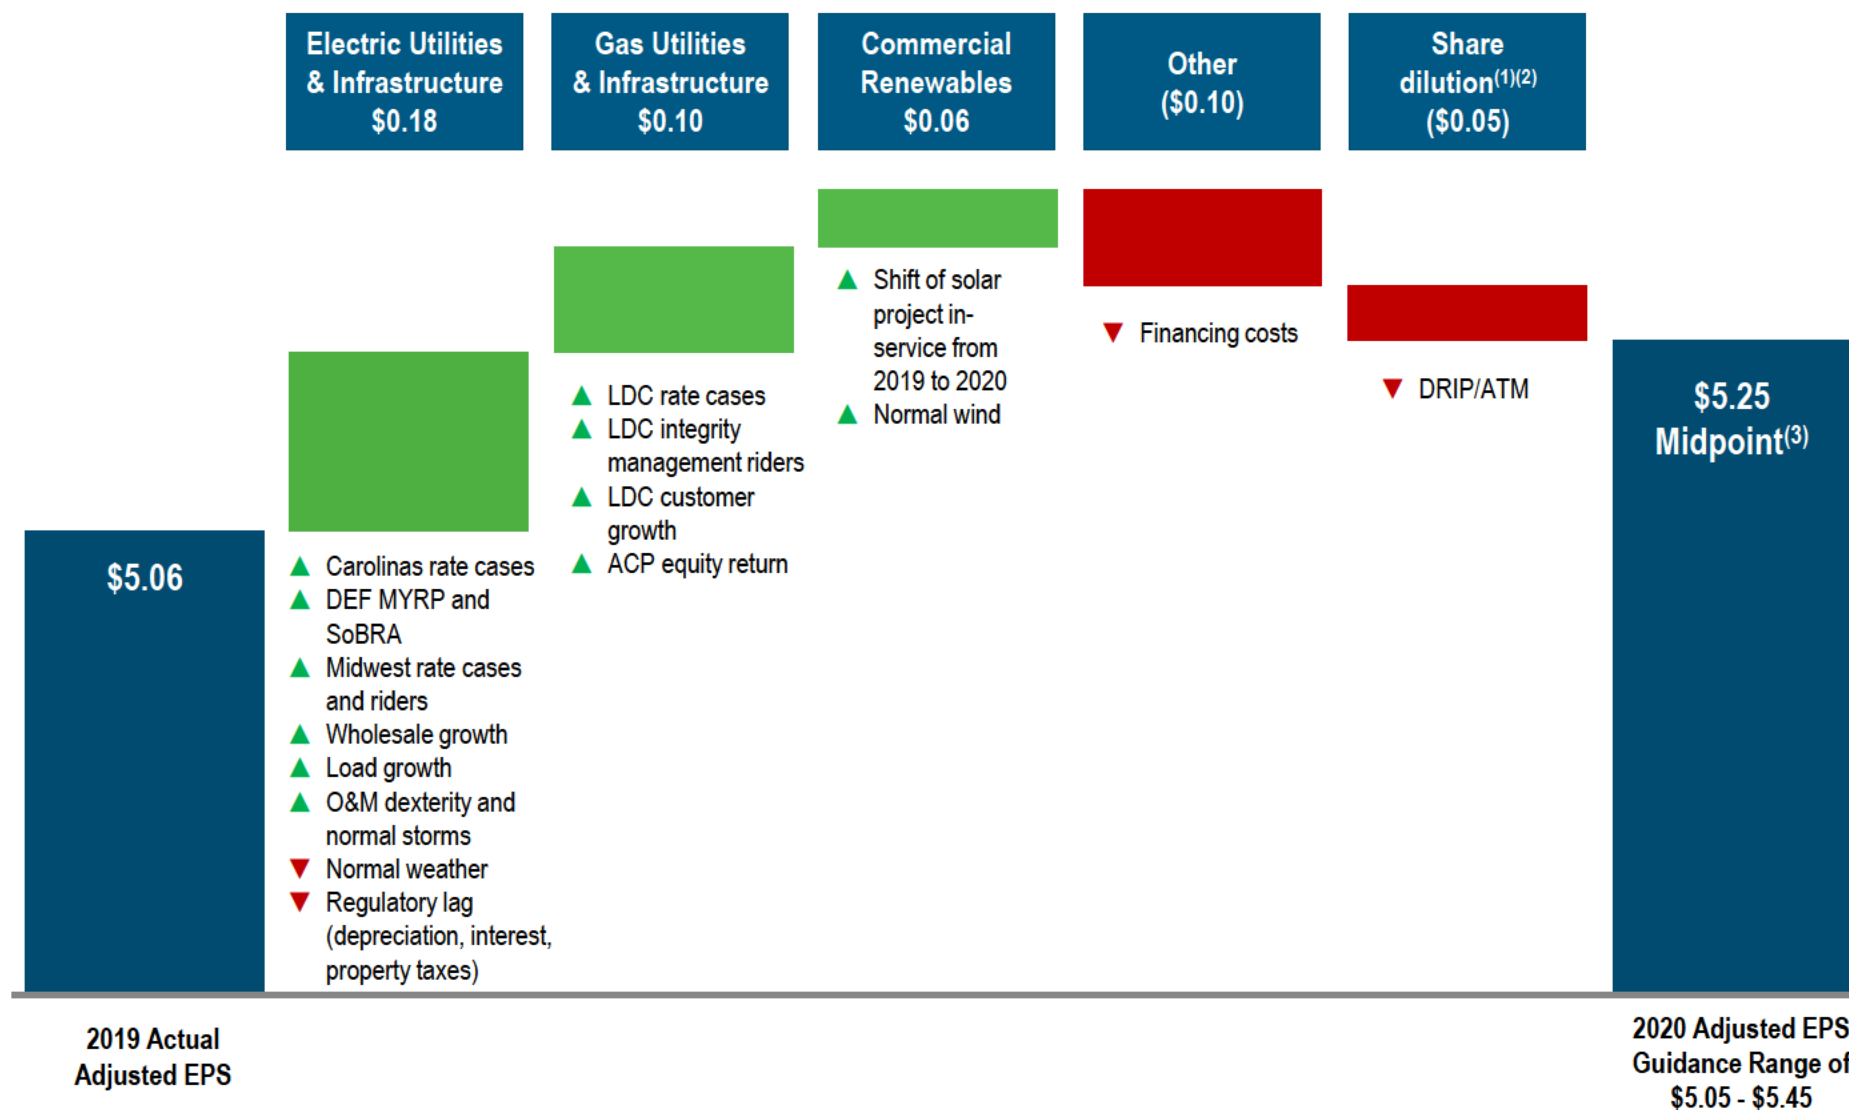 Electric Utilities
& Infrastructure
$0.18
Gas Utilities
& Infrastructure
$0.10
Commercial
Renewables
$0.06
Other
($0.10)
Share
dilution(1)(2)
($0.05)
$5.06
▲ Carolinas rate cases
▲ DEF MYRP and
SoBRA
▲ Midwest rate cases
and riders
▲ Wholesale growth
▲ Load growth
▲ O&M dexterity and
normal storms
▼ Normal weather
▼ Regulatory lag
(depreciation, interest,
property taxes)
▲ LDC rate cases
▲ LDC integrity
management riders
▲ LDC customer
growth
▲ ACP equity return
▲ Shift of solar
project in-
service from
2019 to 2020
▲ Normal wind
▼ Financing costs
▼ DRIP/ATM
$5.25
Midpoint(3)
2019 Actual
Adjusted EPS
2020 Adjusted EPS
Guidance Range of
$5.05 - $5.45